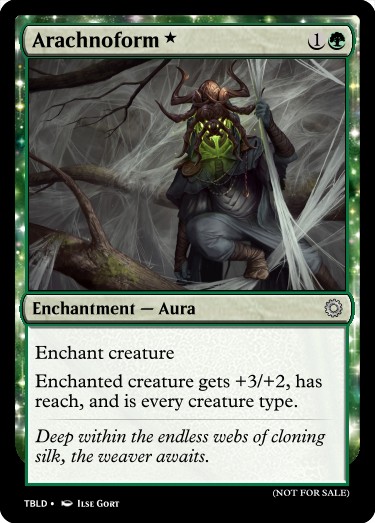 Arachnoform ★ 1
Enchantment — Aura
Enchant creature
Enchanted creature gets +3/+2, has
reach, and is every creature type.
Deep within the endless webs of cloning
silk, the weaver awaits.
(NOT FOR SALE)
TBLD • Ilse Gort